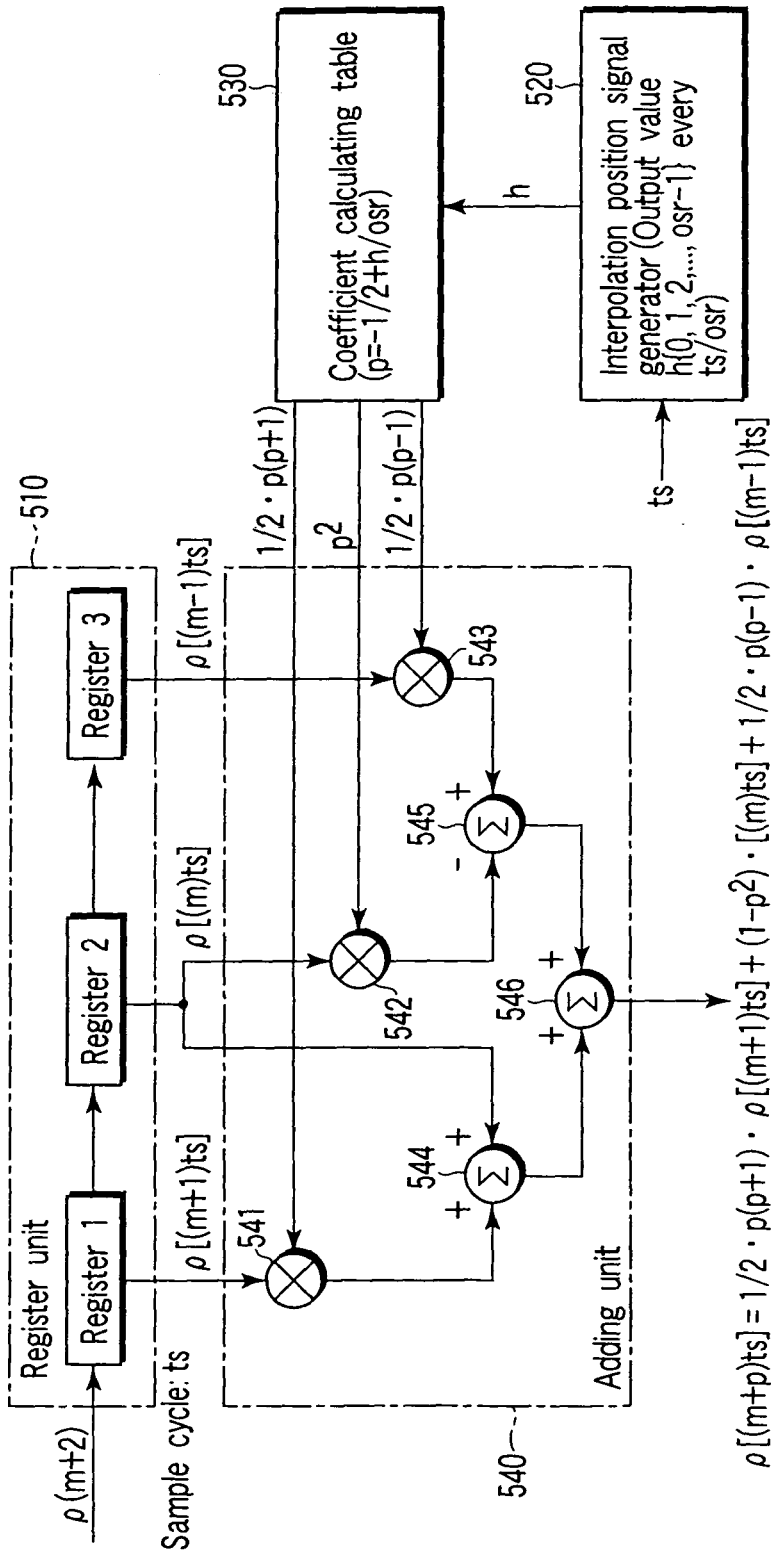 Register unit
510
ρ(m+2)
Register 1
Register 2
Register 3
Sample cycle: ts
ρ[(m+1)ts]
ρ[(m)ts]
ρ[(m-1)ts]
1/2 · p(p+1)
p²
1/2 · p(p-1)
530
Coefficient calculating table
(p=-1/2+h/osr)
h
520
Interpolation position signal
generator (Output value
h{0, 1, 2,..., osr-1} every
ts/osr)
ts
541
542
543
544
+
+
545
-
+
546
+
+
Σ
Σ
Σ
Adding unit
540
ρ[(m+p)ts] = 1/2 · p(p+1) · ρ[(m+1)ts] + (1-p²) · [(m)ts] + 1/2 · p(p-1) · ρ[(m-1)ts]